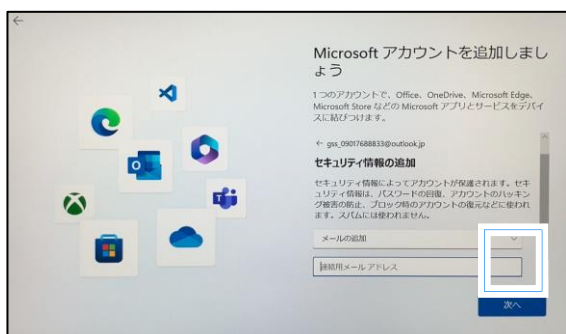 Microsoft アカウントを追加しまし
ょう
1 つのアカウントで、Office、OneDrive、Microsoft Edge、
Microsoft Store などの Microsoft アプリとサービスをデバイ
スに結びつけます。
← gss_09017688833@outlook.jp
セキュリティ情報の追加
セキュリティ情報によってアカウントが保護されます。セキ
ュリティ情報は、パスワードの回復、アカウントのハッキン
グ被害の防止、ブロック時のアカウントの復元などに使われ
ます。スパムには使われません。
メールの追加
連絡用メール アドレス
次へ